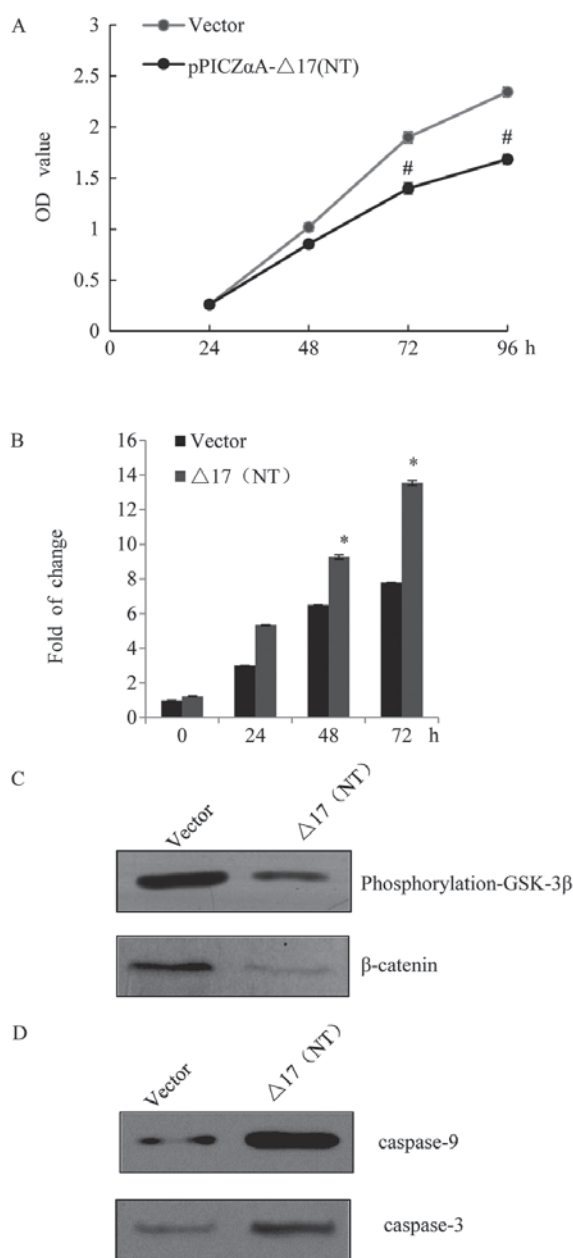 A
3
2.5
2
1.5
1
0.5
0
OD value
Vector
pPICZαA-△17(NT)
#
#
0 24 48 72 96 h
B
16
14
12
10
8
6
4
2
0
Fold of change
Vector
△17（NT）
*
*
0 24 48 72 h
C
Vector △17（NT）
Phosphorylation-GSK-3β
β-catenin
D
Vector △17（NT）
caspase-9
caspase-3